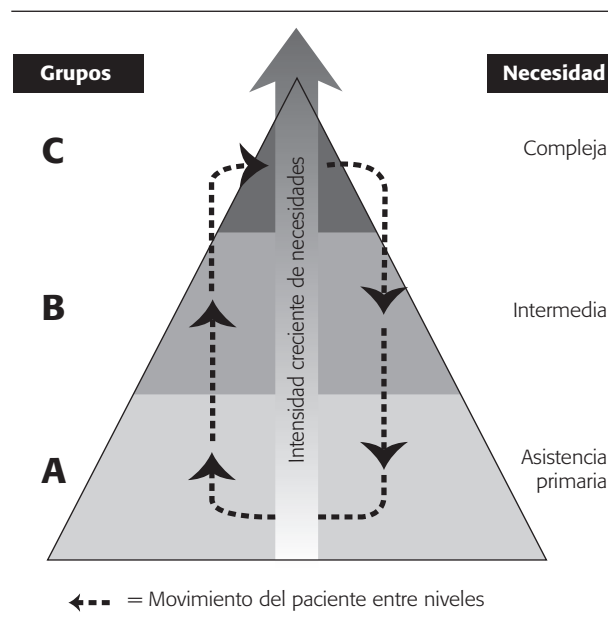 Grupos
Necesidad
C
Compleja
B
Intermedia
A
Asistencia
primaria
Intensidad creciente de necesidades
= Movimiento del paciente entre niveles